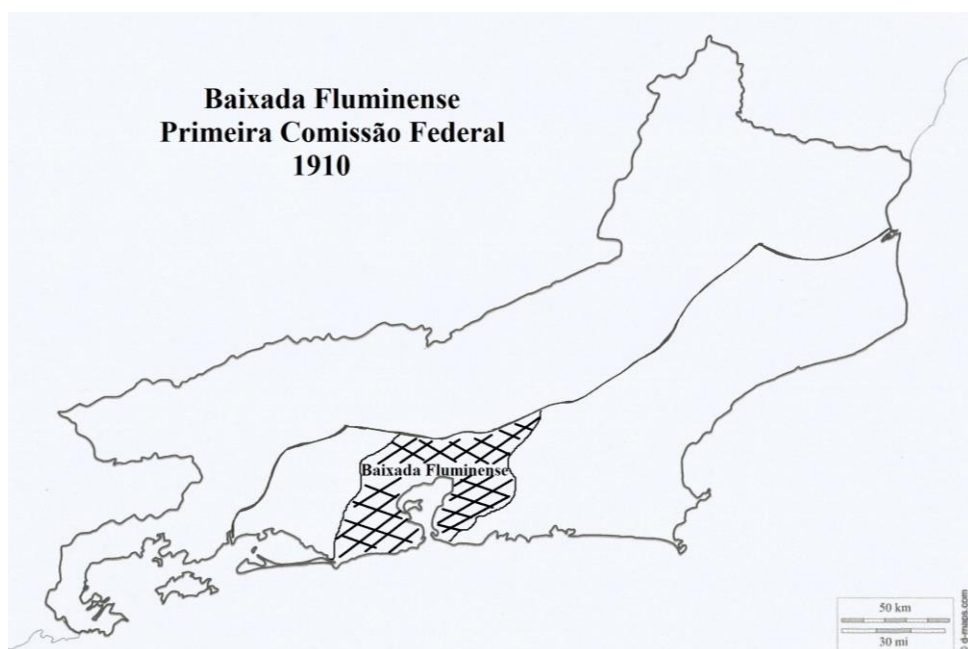 Baixada Fluminense
Primeira Comissão Federal
1910
Baixada Fluminense
50 km
30 mi
© d-maps.com